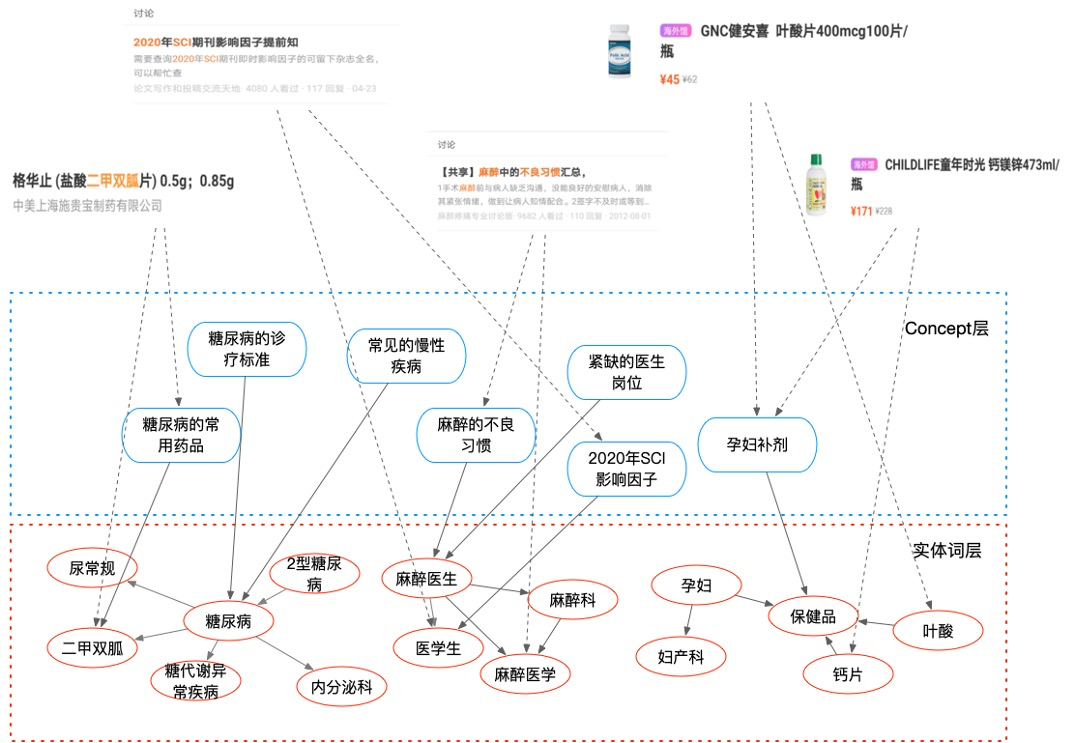 讨论
2020年SCI期刊影响因子提前知
需要查询2020年SCI期刊即时影响因子的可留下杂志全名，
可以帮忙查
论文写作和投稿交流天地· 4080 人看过 · 117 回复 · 04-23
海外馆 GNC健安喜 叶酸片400mcg100片/
瓶
¥45 ¥62
讨论
【共享】麻醉中的不良习惯汇总，
1手术麻醉前与病人缺乏沟通，没能良好的安慰病人，消除
其紧张情绪，做到让病人知情配合。2签字不及时或等到...
麻醉疼痛专业讨论版· 9682 人看过 · 110 回复 · 2012-08-01
海外馆 CHILDLIFE童年时光 钙镁锌473ml/
瓶
¥171 ¥228
格华止 (盐酸二甲双胍片) 0.5g；0.85g
中美上海施贵宝制药有限公司
Concept层
糖尿病的诊
疗标准
常见的慢性
疾病
紧缺的医生
岗位
糖尿病的常
用药品
麻醉的不良
习惯
2020年SCI
影响因子
孕妇补剂
实体词层
尿常规
2型糖尿
病
麻醉医生
麻醉科
孕妇
保健品
糖尿病
叶酸
二甲双胍
医学生
妇产科
糖代谢异
常疾病
内分泌科
麻醉医学
钙片